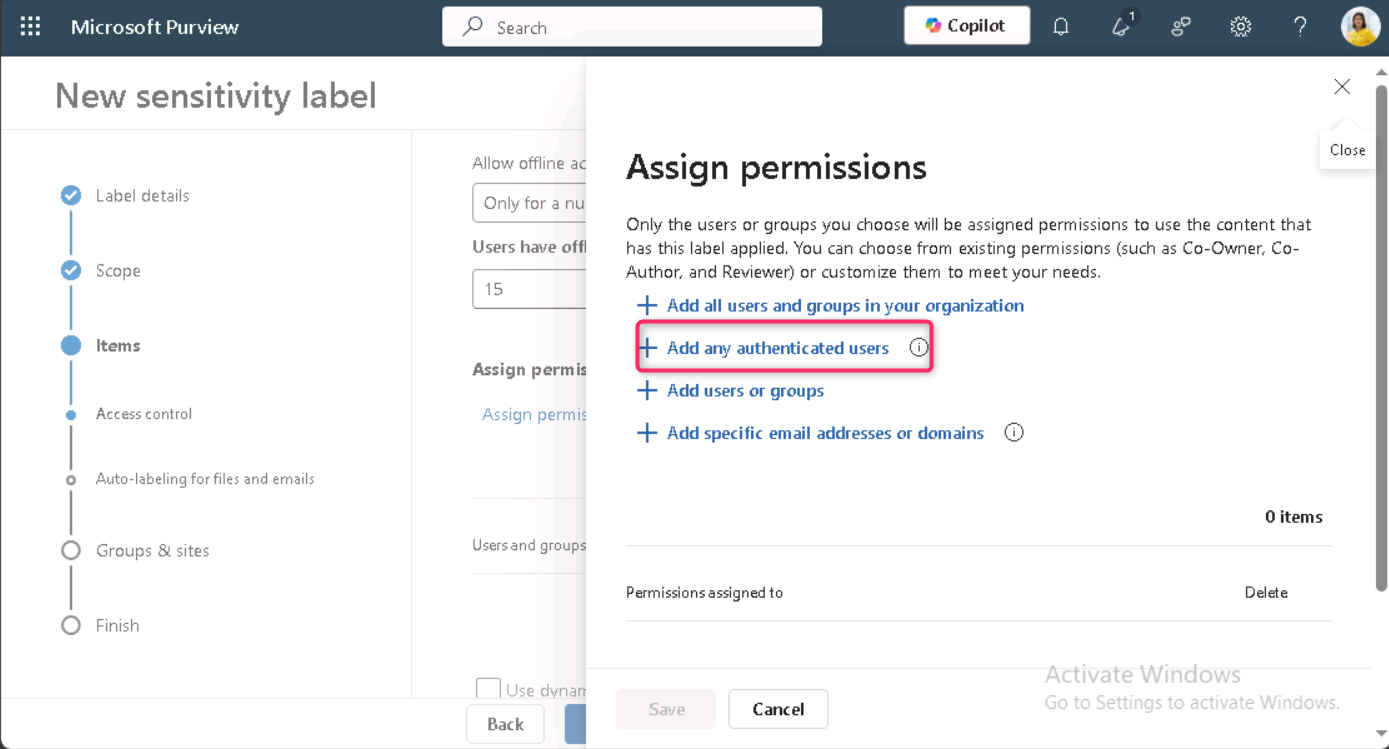 Microsoft Purview
Search
Copilot
1
New sensitivity label
Label details
Scope
Items
Access control
Auto-labeling for files and emails
Groups & sites
Finish
Allow offline ac
Only for a nu
Users have offl
15
Assign permis
Assign permis
Users and groups
Use dynam
Back
Close
Assign permissions
Only the users or groups you choose will be assigned permissions to use the content that
has this label applied. You can choose from existing permissions (such as Co-Owner, Co-
Author, and Reviewer) or customize them to meet your needs.
Add all users and groups in your organization
Add any authenticated users
Add users or groups
Add specific email addresses or domains
0 items
Permissions assigned to Delete
Save
Cancel
Activate Windows
Go to Settings to activate Windows.